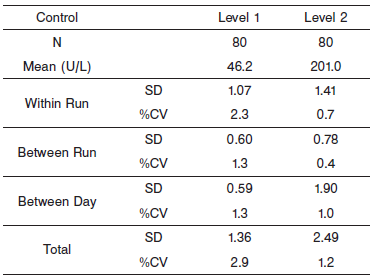 Control Level 1 Level 2
N 80 80
Mean (U/L) 46.2 201.0
Within Run SD 1.07 1.41
%CV 2.3 0.7
Between Run SD 0.60 0.78
%CV 1.3 0.4
Between Day SD 0.59 1.90
%CV 1.3 1.0
Total SD 1.36 2.49
%CV 2.9 1.2